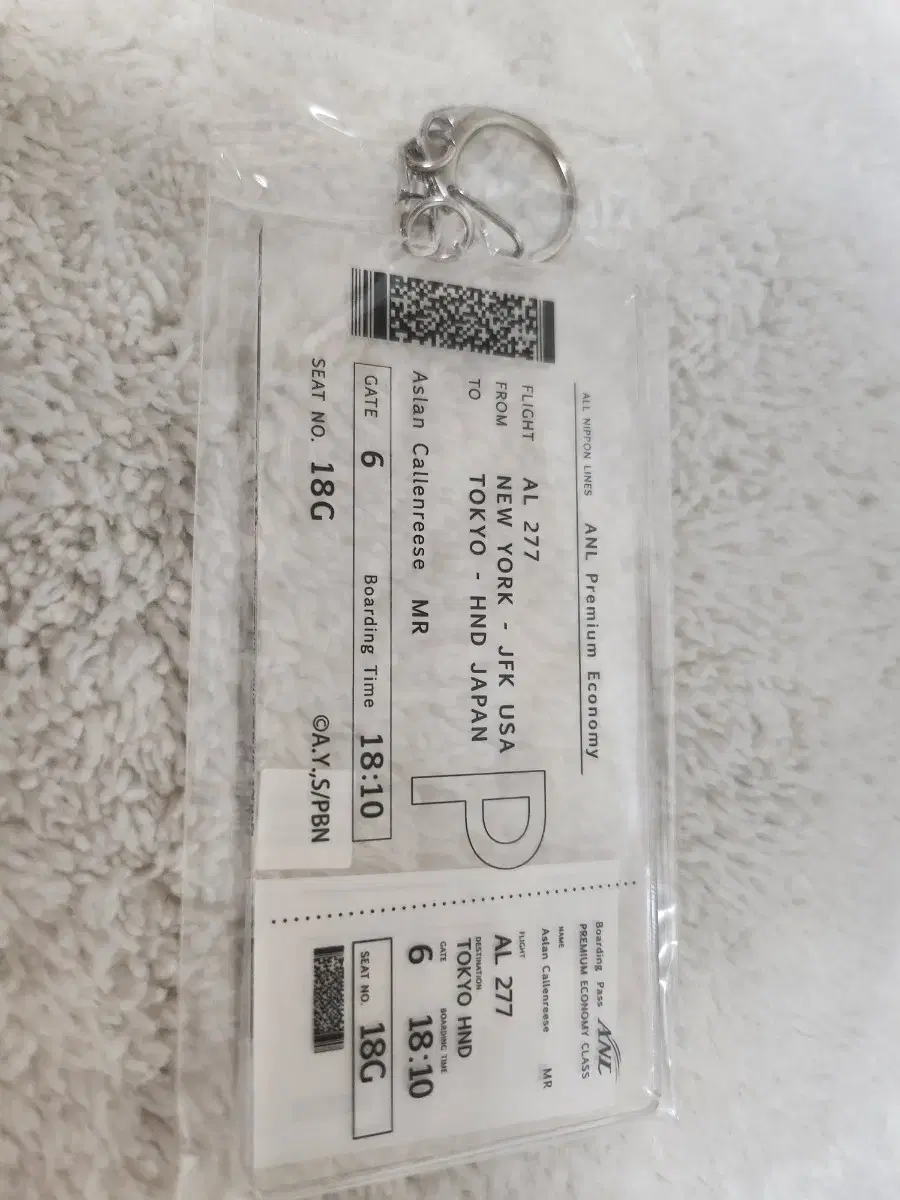 ALL NIPPON LINES ANL Premium Economy
FLIGHT AL 277
FROM NEW YORK - JFK USA
TO TOKYO - HND JAPAN
P
Aslan Callenreese MR
GATE 6 Boarding Time 18:10
SEAT NO. 18G ©A.Y.,S/PBN
Boarding Pass ANL
PREMIUM ECONOMY CLASS
NAME
Aslan Callenreese MR
FLIGHT
AL 277
DESTINATION
TOKYO HND
GATE BOARDING TIME
6 18:10
SEAT NO. 18G